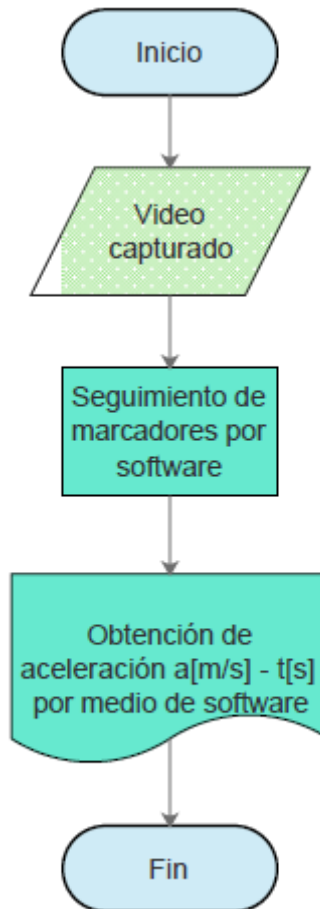 Inicio
Video
capturado
Seguimiento de
marcadores por
software
Obtención de
aceleración a[m/s] - t[s]
por medio de software
Fin